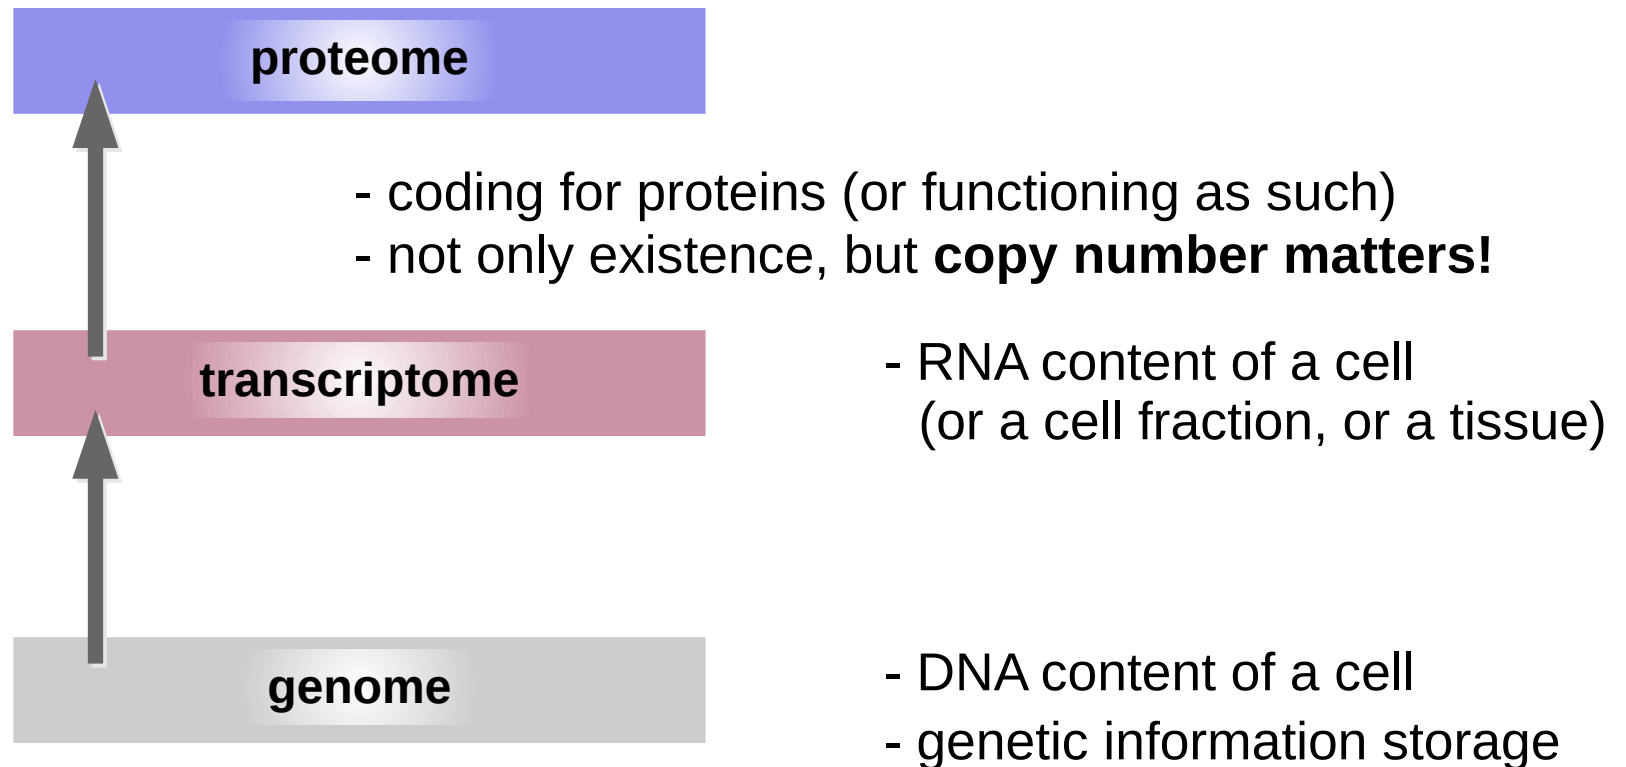 proteome
- coding for proteins (or functioning as such)
- not only existence, but copy number matters!
transcriptome
- RNA content of a cell
(or a cell fraction, or a tissue)
genome
- DNA content of a cell
- genetic information storage